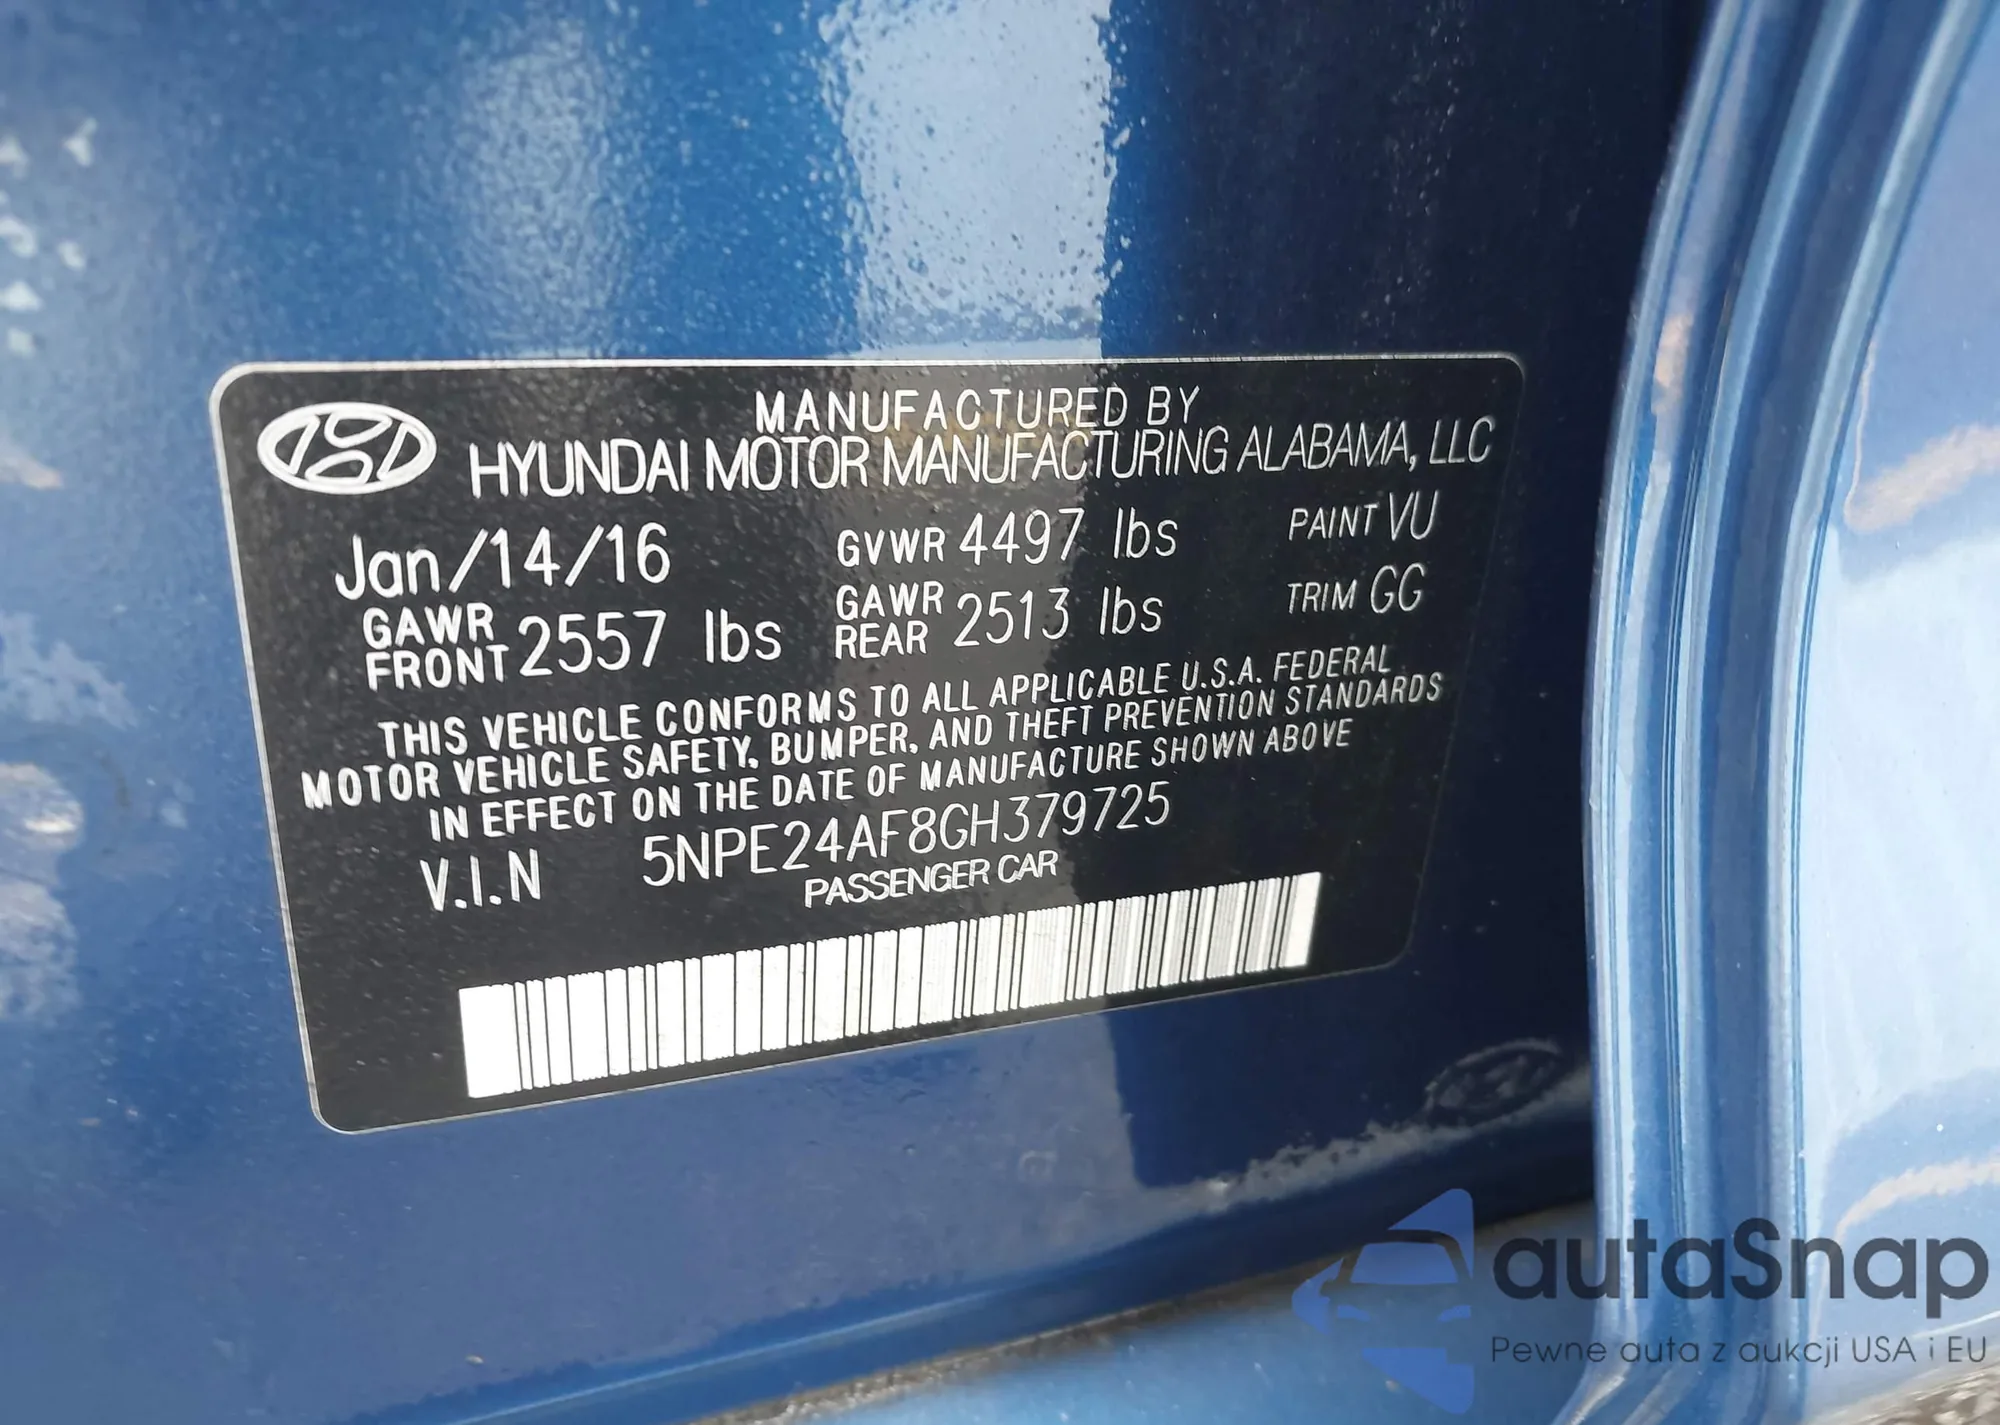 MANUFACTURED BY
HYUNDAI MOTOR MANUFACTURING ALABAMA, LLC
Jan/14/16 GVWR 4497 lbs PAINT VU
GAWR FRONT 2557 lbs GAWR REAR 2513 lbs TRIM GG
THIS VEHICLE CONFORMS TO ALL APPLICABLE U.S.A. FEDERAL
MOTOR VEHICLE SAFETY, BUMPER, AND THEFT PREVENTION STANDARDS
IN EFFECT ON THE DATE OF MANUFACTURE SHOWN ABOVE
V.I.N 5NPE24AF8GH379725
PASSENGER CAR
autaSnap
Pewne auta z aukcji USA i EU